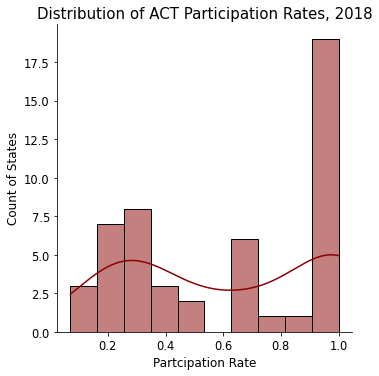 Distribution of ACT Participation Rates, 2018
17.5
15.0
12.5
10.0
7.5
5.0
2.5
0.0
Count of States
0.2 0.4 0.6 0.8 1.0
Partcipation Rate